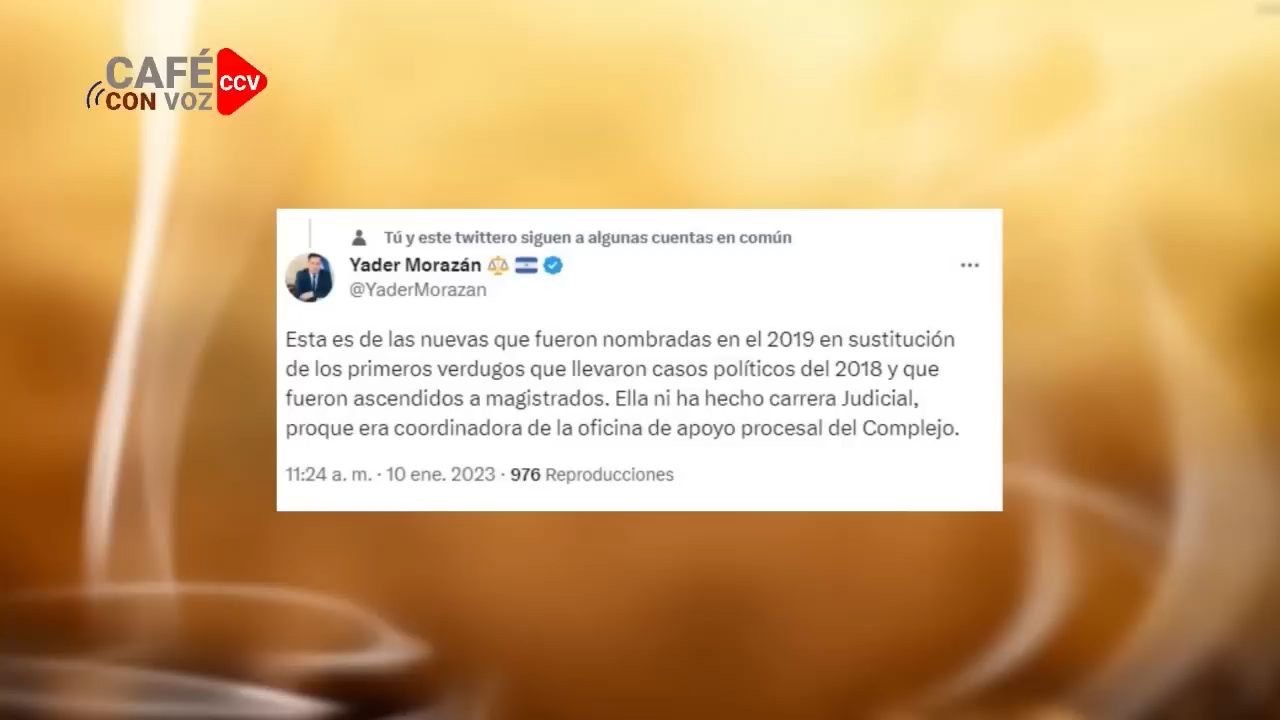 CAFÉ
CON VOZ
CCV
Tú y este twittero siguen a algunas cuentas en común
Yader Morazán
@YaderMorazan
Esta es de las nuevas que fueron nombradas en el 2019 en sustitución
de los primeros verdugos que llevaron casos políticos del 2018 y que
fueron ascendidos a magistrados. Ella ni ha hecho carrera Judicial,
proque era coordinadora de la oficina de apoyo procesal del Complejo.
11:24 a. m. · 10 ene. 2023 · 976 Reproducciones